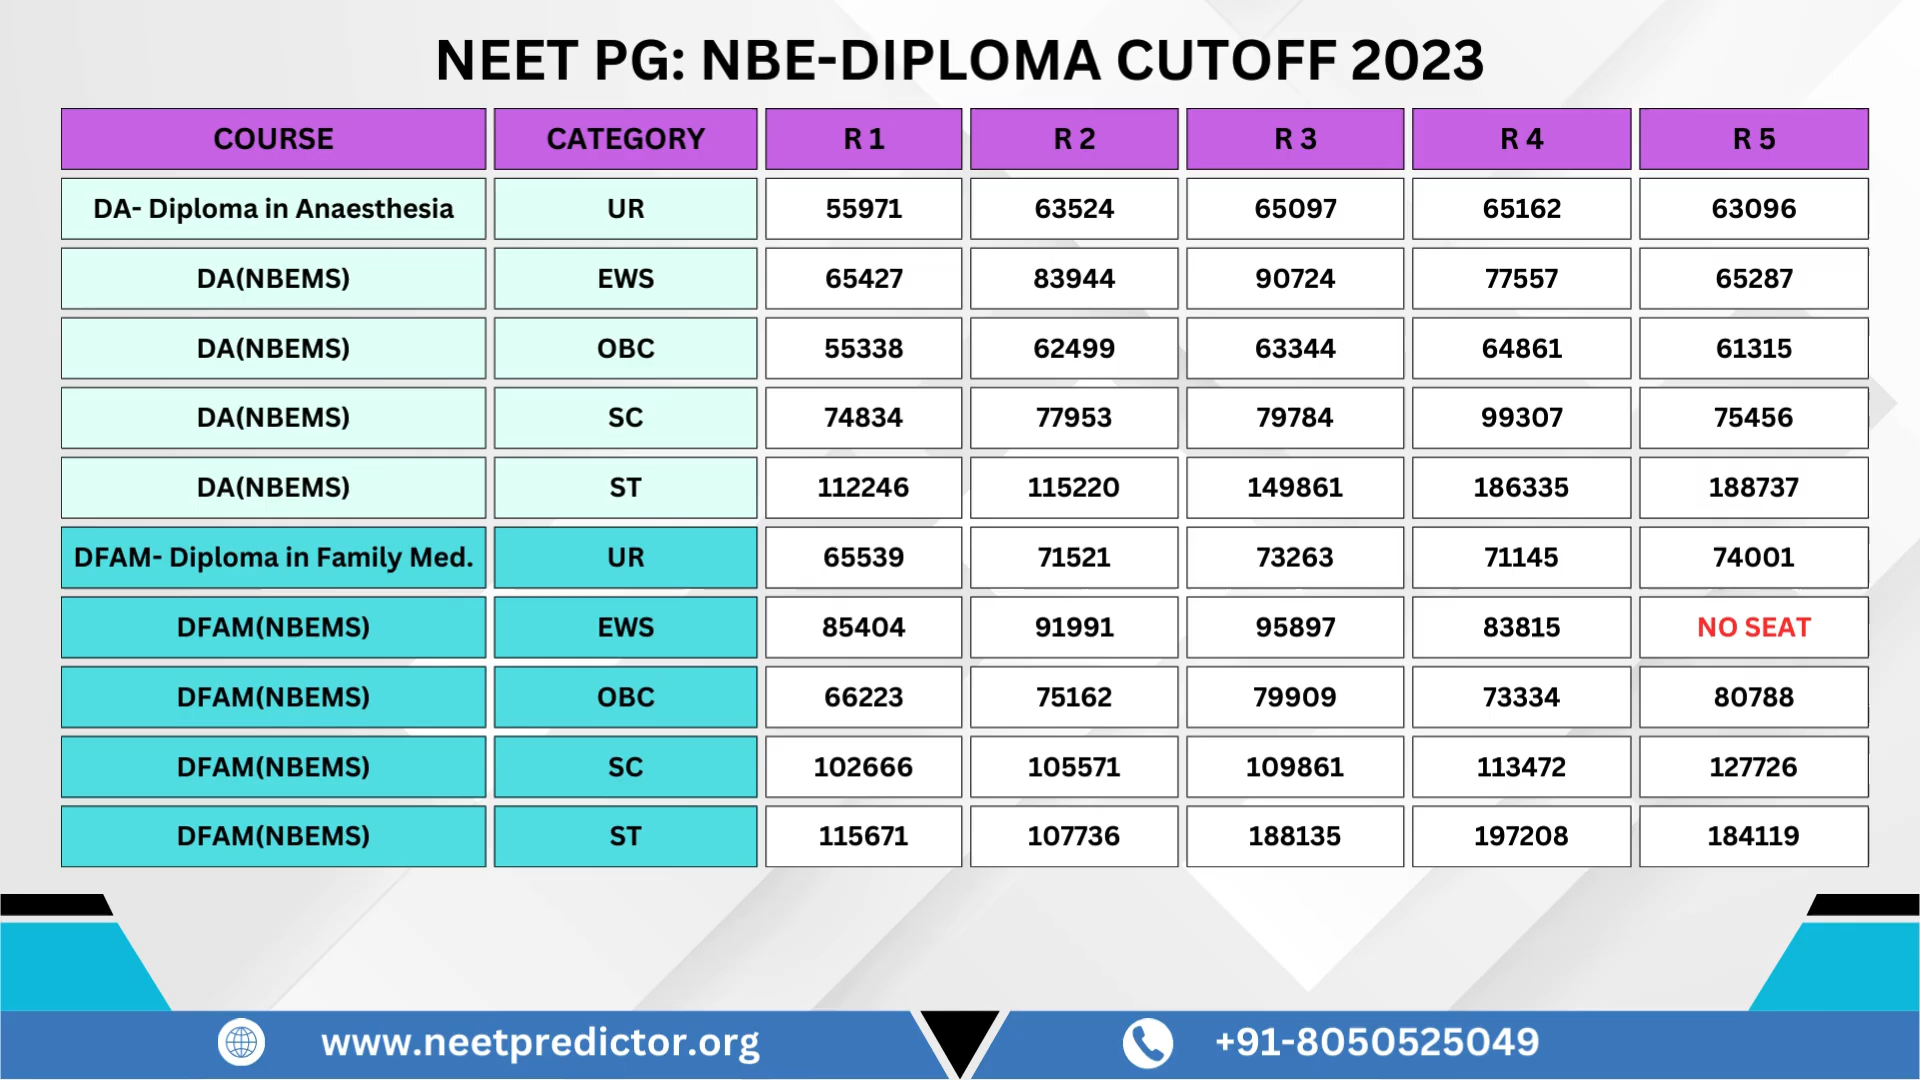 NEET PG: NBE-DIPLOMA CUTOFF 2023
COURSE CATEGORY R 1 R 2 R 3 R 4 R 5
DA- Diploma in Anaesthesia UR 55971 63524 65097 65162 63096
DA(NBEMS) EWS 65427 83944 90724 77557 65287
DA(NBEMS) OBC 55338 62499 63344 64861 61315
DA(NBEMS) SC 74834 77953 79784 99307 75456
DA(NBEMS) ST 112246 115220 149861 186335 188737
DFAM- Diploma in Family Med. UR 65539 71521 73263 71145 74001
DFAM(NBEMS) EWS 85404 91991 95897 83815 NO SEAT
DFAM(NBEMS) OBC 66223 75162 79909 73334 80788
DFAM(NBEMS) SC 102666 105571 109861 113472 127726
DFAM(NBEMS) ST 115671 107736 188135 197208 184119
www.neetpredictor.org +91-8050525049